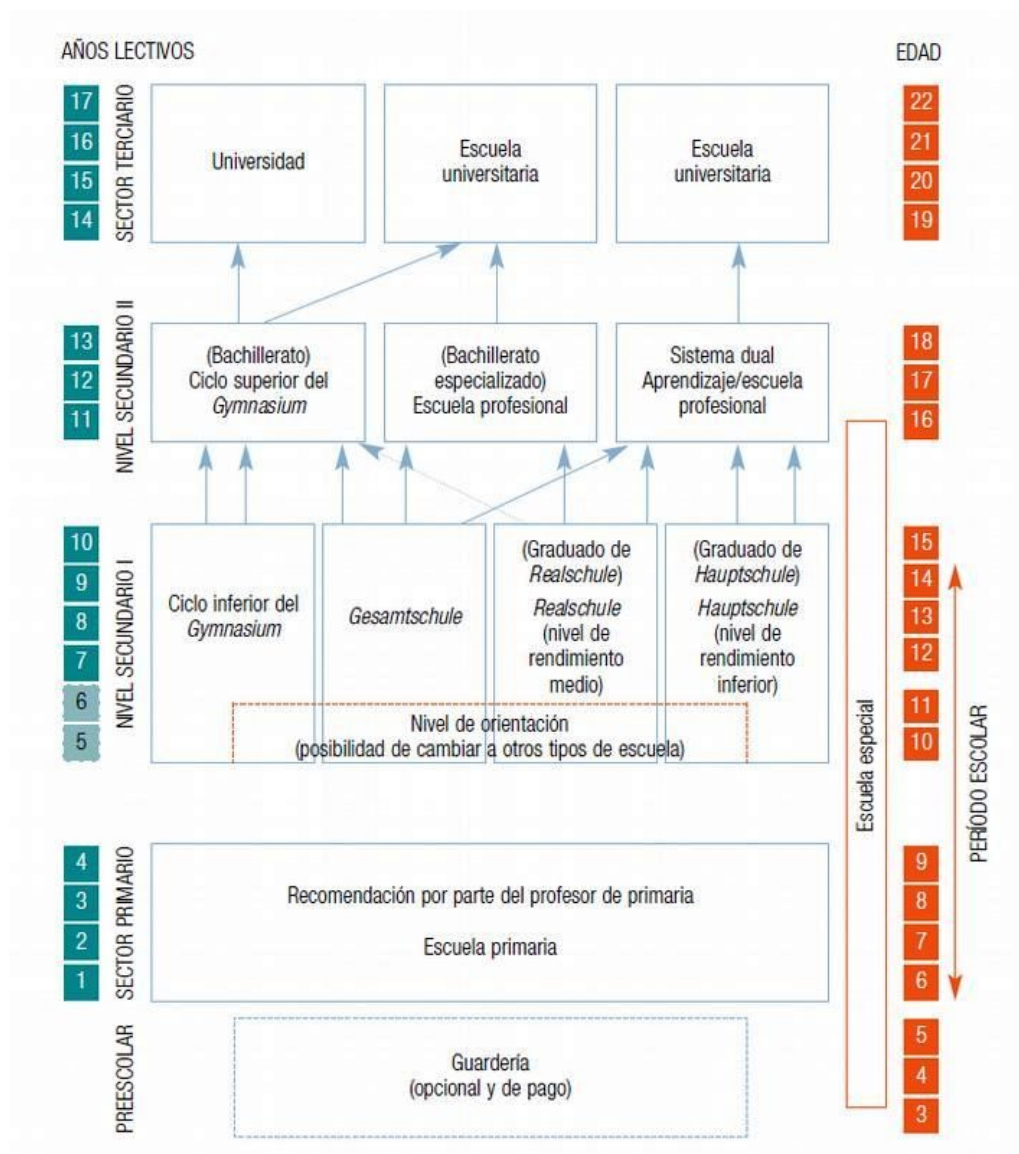 AÑOS LECTIVOS
EDAD
17
16
15
14
SECTOR TERCIARIO
Universidad
Escuela
universitaria
Escuela
universitaria
22
21
20
19
13
12
11
NIVEL SECUNDARIO II
(Bachillerato)
Ciclo superior del
Gymnasium
(Bachillerato
especializado)
Escuela profesional
Sistema dual
Aprendizaje/escuela
profesional
18
17
16
10
9
8
7
6
5
NIVEL SECUNDARIO I
Ciclo inferior del
Gymnasium
Gesamtschule
(Graduado de
Realschule)
Realschule
(nivel de
rendimiento
medio)
(Graduado de
Hauptschule)
Hauptschule
(nivel de
rendimiento
inferior)
Nivel de orientación
(posibilidad de cambiar a otros tipos de escuela)
15
14
13
12
11
10
Escuela especial
PERÍODO ESCOLAR
4
3
2
1
SECTOR PRIMARIO
Recomendación por parte del profesor de primaria
Escuela primaria
9
8
7
6
PREESCOLAR
Guardería
(opcional y de pago)
5
4
3